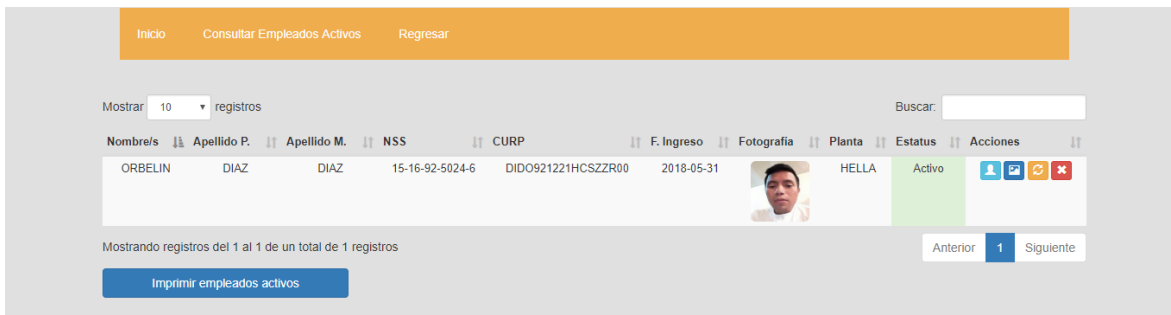 Inicio Consultar Empleados Activos Regresar
Mostrar 10 registros Buscar:
Nombre/s Apellido P. Apellido M. NSS CURP F. Ingreso Fotografía Planta Estatus Acciones
ORBELIN DIAZ DIAZ 15-16-92-5024-6 DIDO921221HCSZZR00 2018-05-31 HELLA Activo
Mostrando registros del 1 al 1 de un total de 1 registros Anterior 1 Siguiente
Imprimir empleados activos